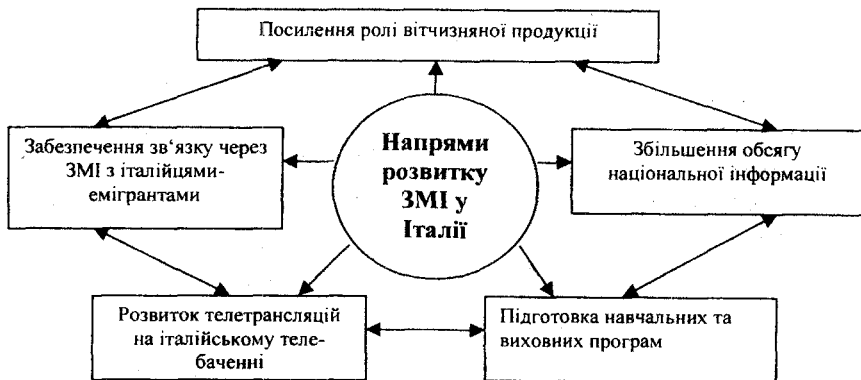 Посилення ролі вітчизняної продукції
Забезпечення зв‘язку через
ЗМІ з італійцями-
емігрантами
Напрями
розвитку
ЗМІ у
Італії
Збільшення обсягу
національної інформації
Розвиток телетрансляцій
на італійському теле-
баченні
Підготовка навчальних та
виховних програм